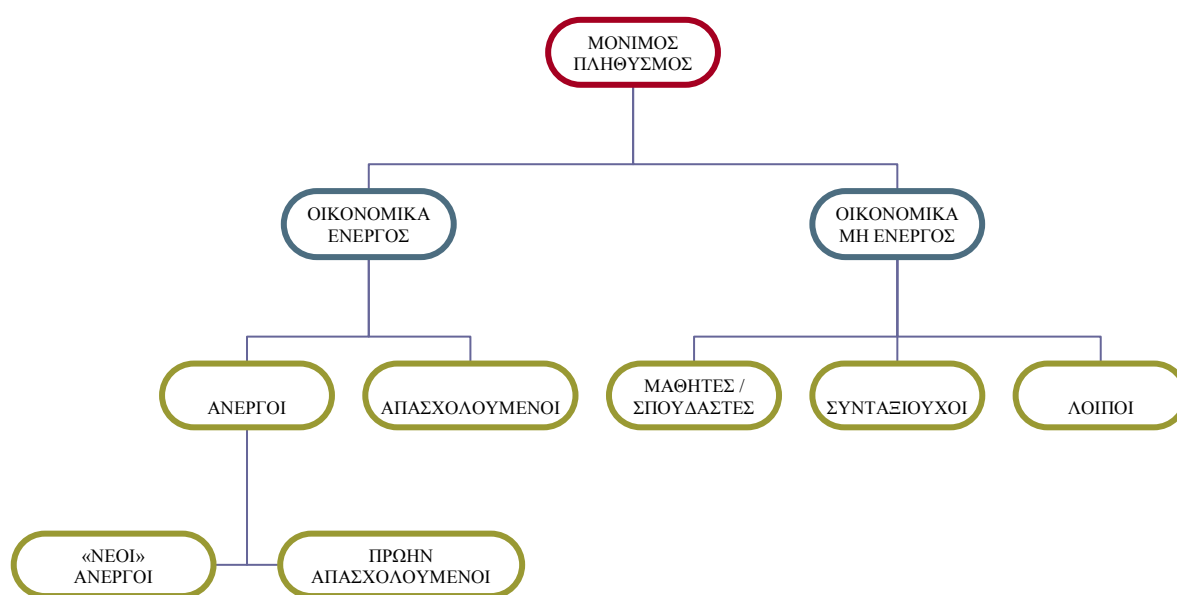 ΜΟΝΙΜΟΣ
ΠΛΗΘΥΣΜΟΣ
ΟΙΚΟΝΟΜΙΚΑ
ΕΝΕΡΓΟΣ
ΟΙΚΟΝΟΜΙΚΑ
ΜΗ ΕΝΕΡΓΟΣ
ΑΝΕΡΓΟΙ
ΑΠΑΣΧΟΛΟΥΜΕΝΟΙ
ΜΑΘΗΤΕΣ /
ΣΠΟΥΔΑΣΤΕΣ
ΣΥΝΤΑΞΙΟΥΧΟΙ
ΛΟΙΠΟΙ
«ΝΕΟΙ»
ΑΝΕΡΓΟΙ
ΠΡΩΗΝ
ΑΠΑΣΧΟΛΟΥΜΕΝΟΙ